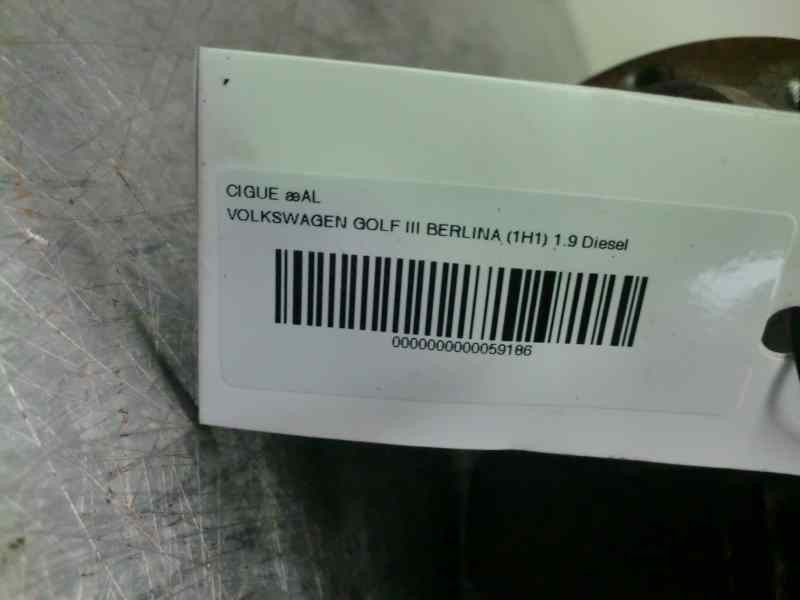 CIGUE æAL
VOLKSWAGEN GOLF III BERLINA (1H1) 1.9 Diesel
0000000000059186